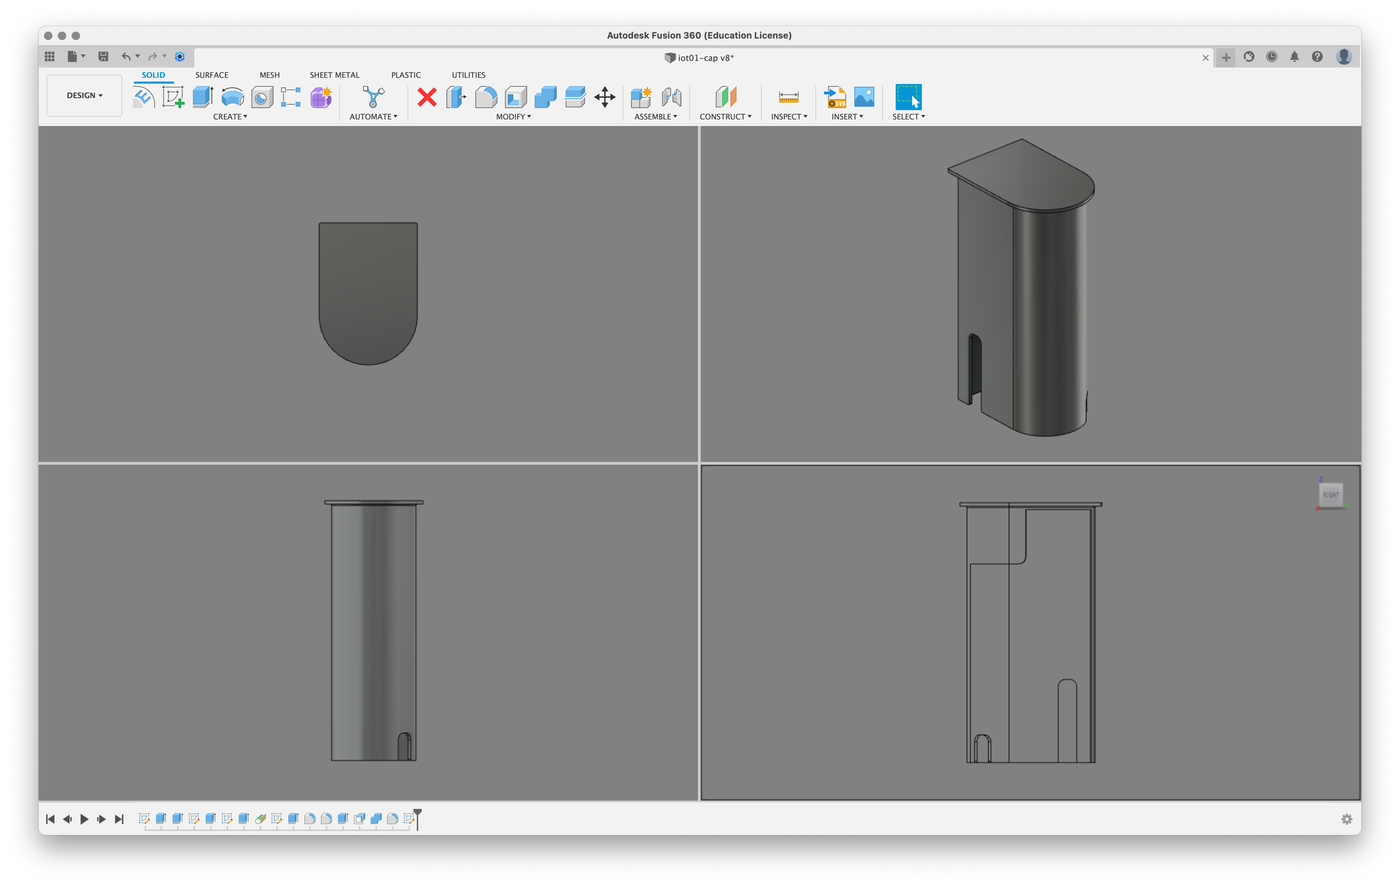 Autodesk Fusion 360 (Education License)
iot01-cap v8*
SOLID SURFACE MESH SHEET METAL PLASTIC UTILITIES
DESIGN
CREATE AUTOMATE MODIFY ASSEMBLE CONSTRUCT INSPECT INSERT SELECT
RIGHT